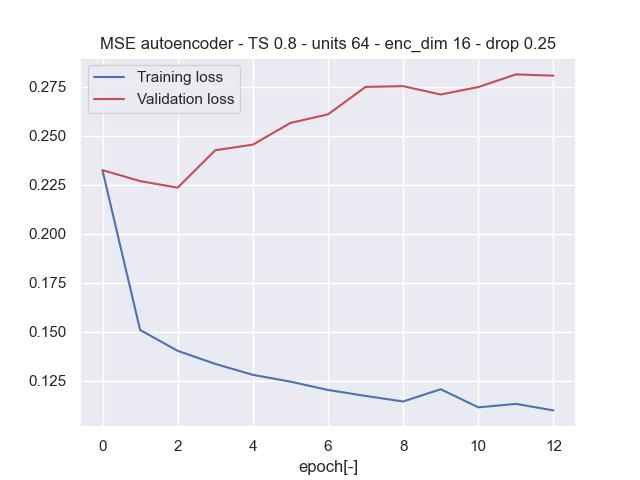 MSE autoencoder - TS 0.8 - units 64 - enc_dim 16 - drop 0.25
Training loss
Validation loss
0.275
0.250
0.225
0.200
0.175
0.150
0.125
0 2 4 6 8 10 12
epoch[-]